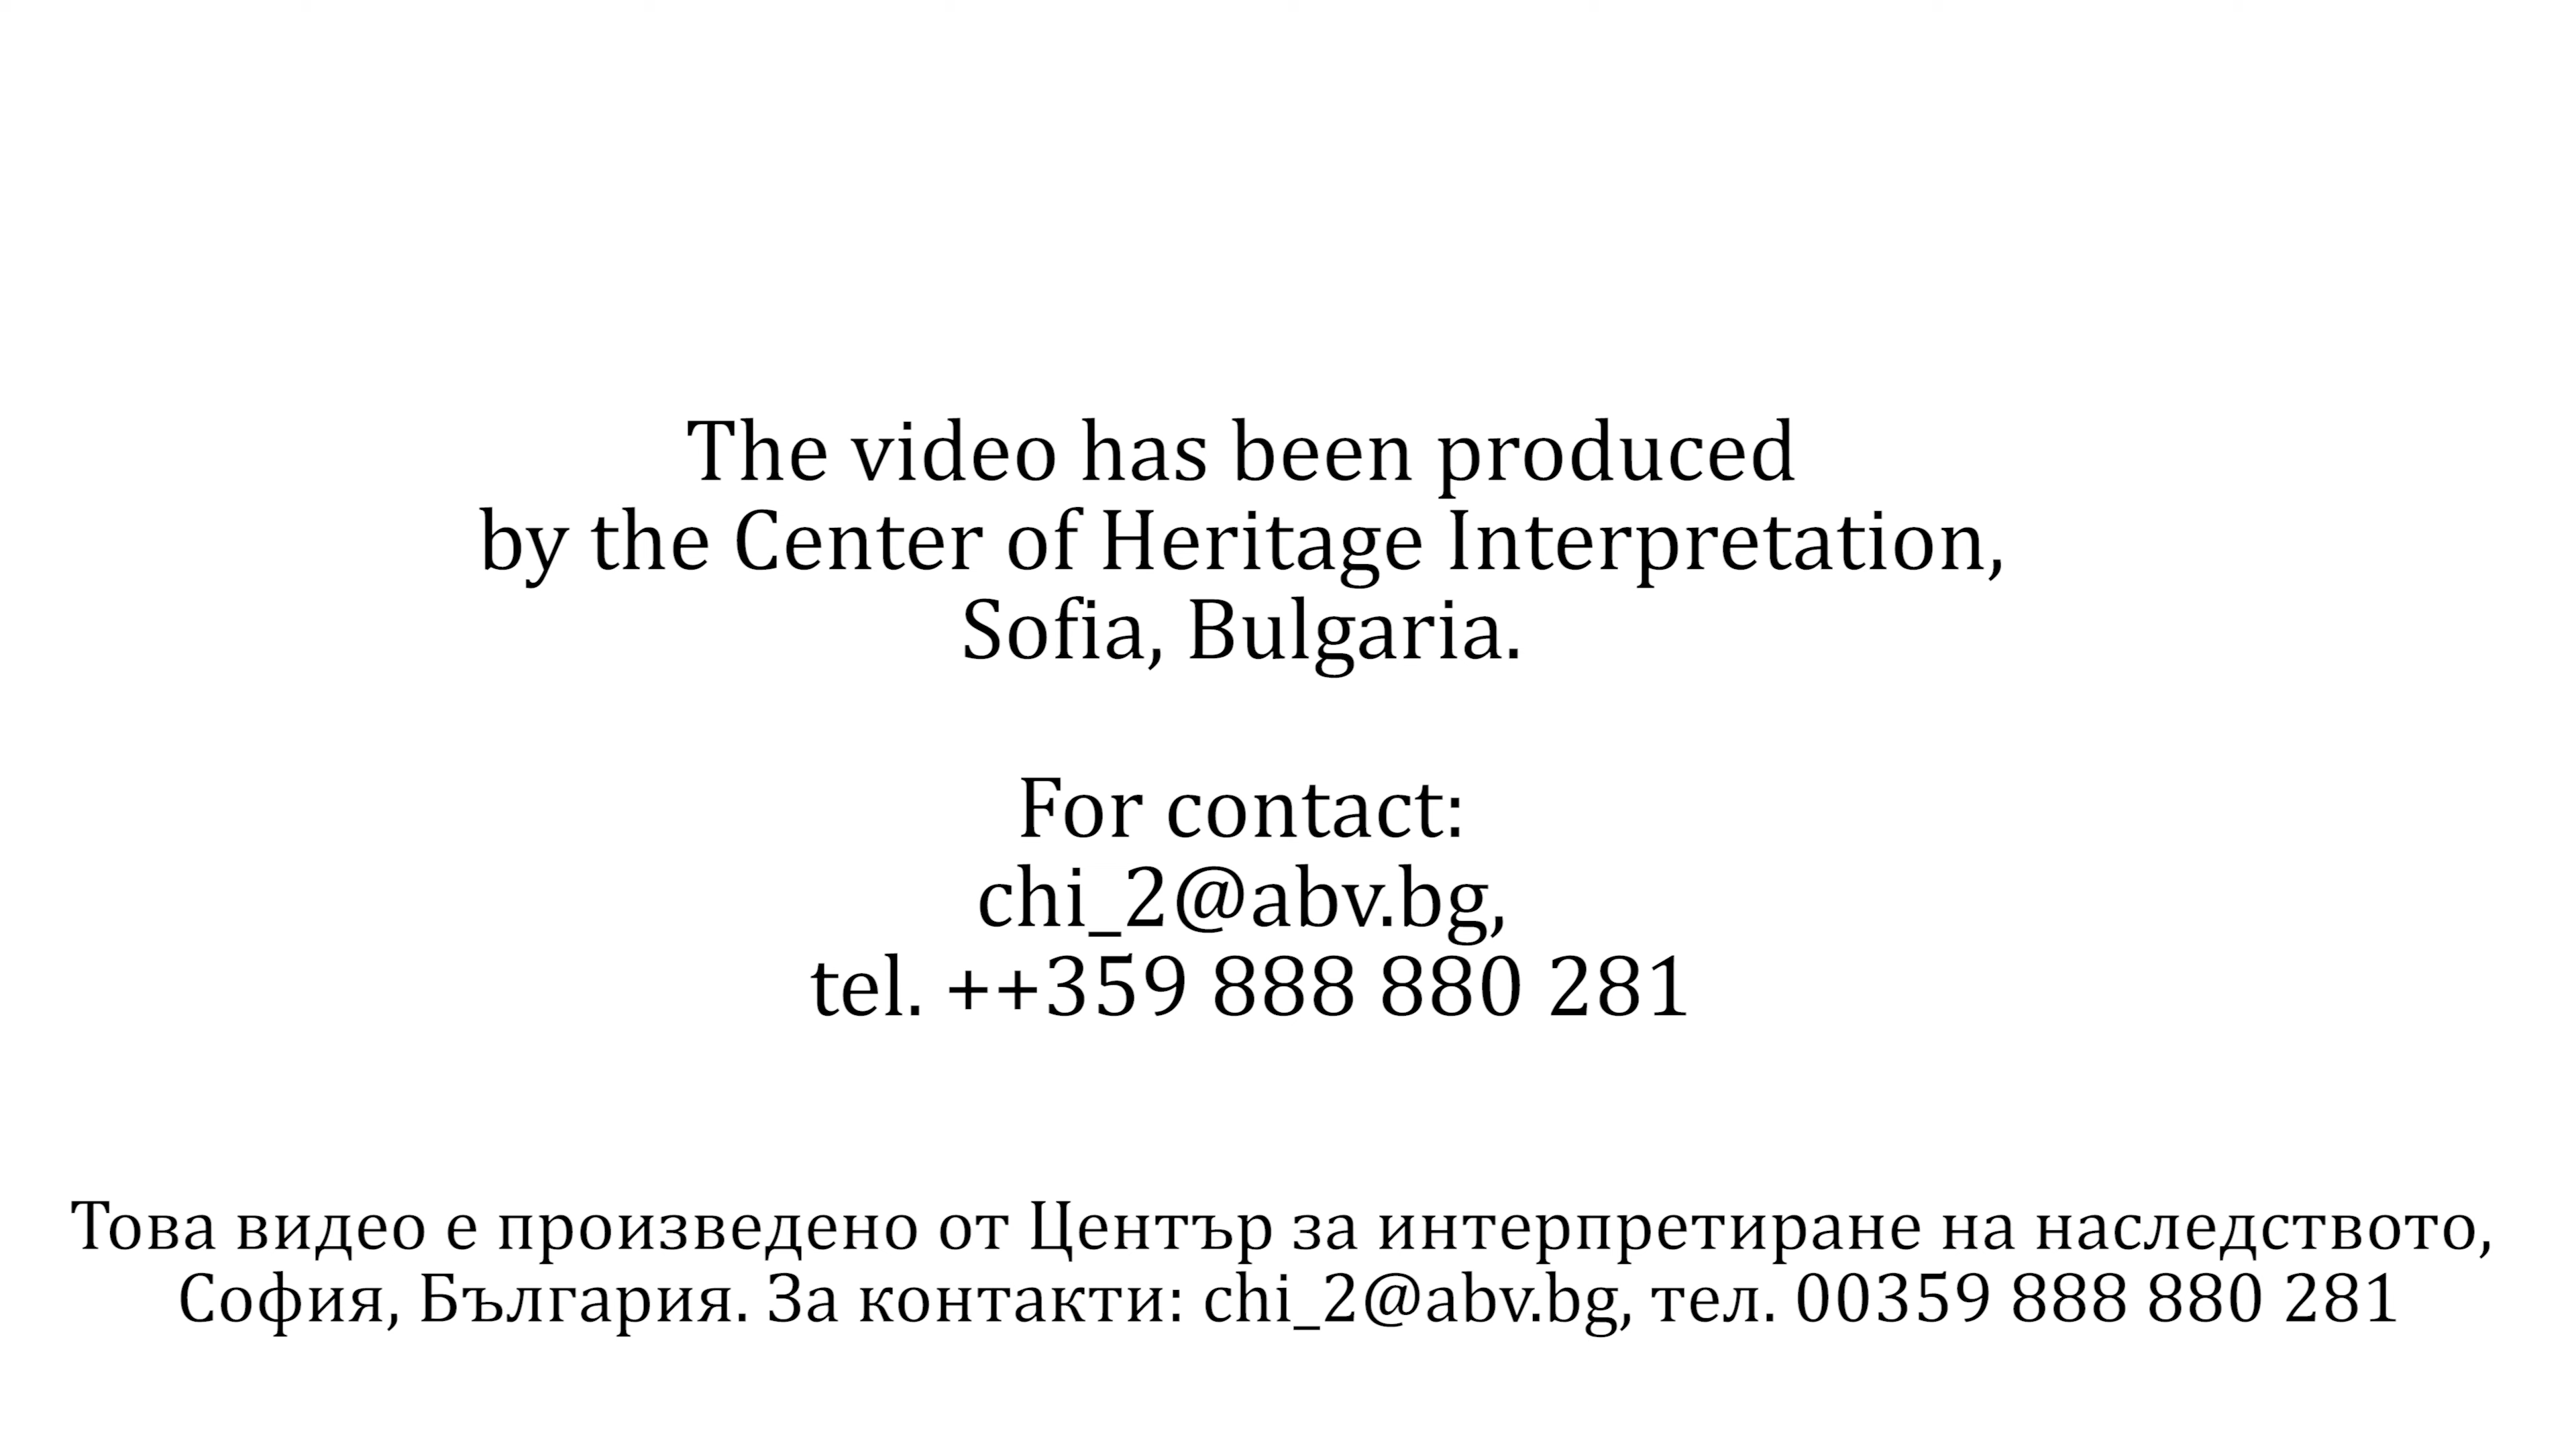 The video has been produced
by the Center of Heritage Interpretation,
Sofia, Bulgaria.
For contact:
chi_2@abv.bg,
tel. ++359 888 880 281
Това видео е произведено от Център за интерпретиране на наследството,
София, България. За контакти: chi_2@abv.bg, тел. 00359 888 880 281